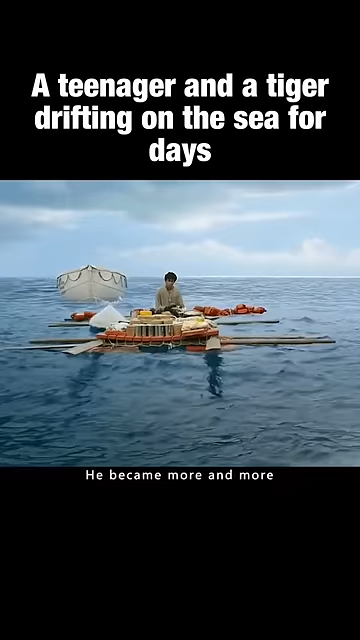 A teenager and a tiger
drifting on the sea for
days
He became more and more